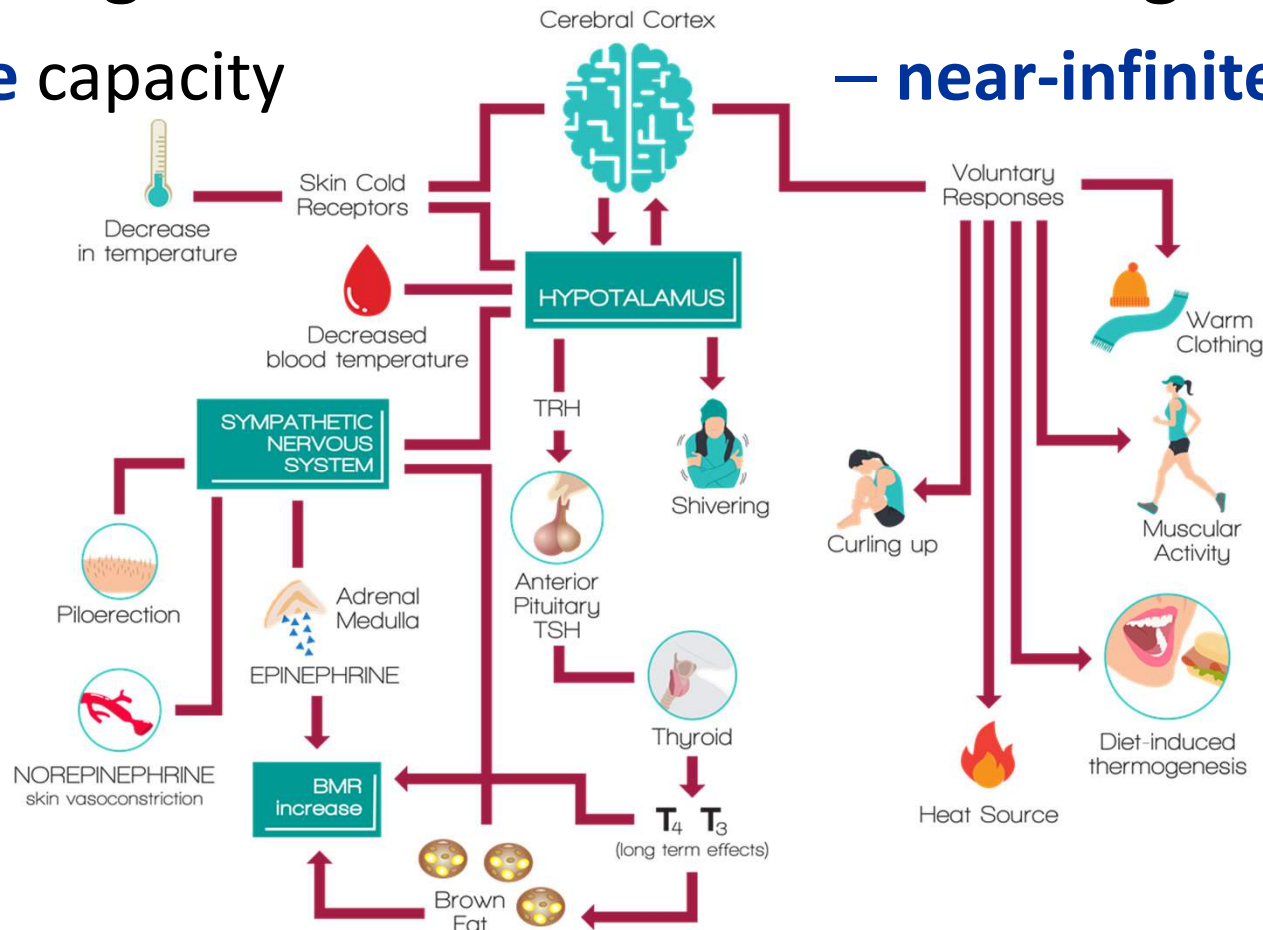 Cerebral Cortex
e capacity
– near-infinite
Skin Cold
Receptors
Decrease
in temperature
Voluntary
Responses
HYPOTALAMUS
Decreased
blood temperature
Warm
Clothing
TRH
SYMPATHETIC
NERVOUS
SYSTEM
Shivering
Curling up
Muscular
Activity
Piloerection
Adrenal
Medulla
EPINEPHRINE
Anterior
Pituitary
TSH
Thyroid
NOREPINEPHRINE
skin vasoconstriction
BMR
increase
T4 T3
(long term effects)
Brown
Fat
Heat Source
Diet-induced
thermogenesis